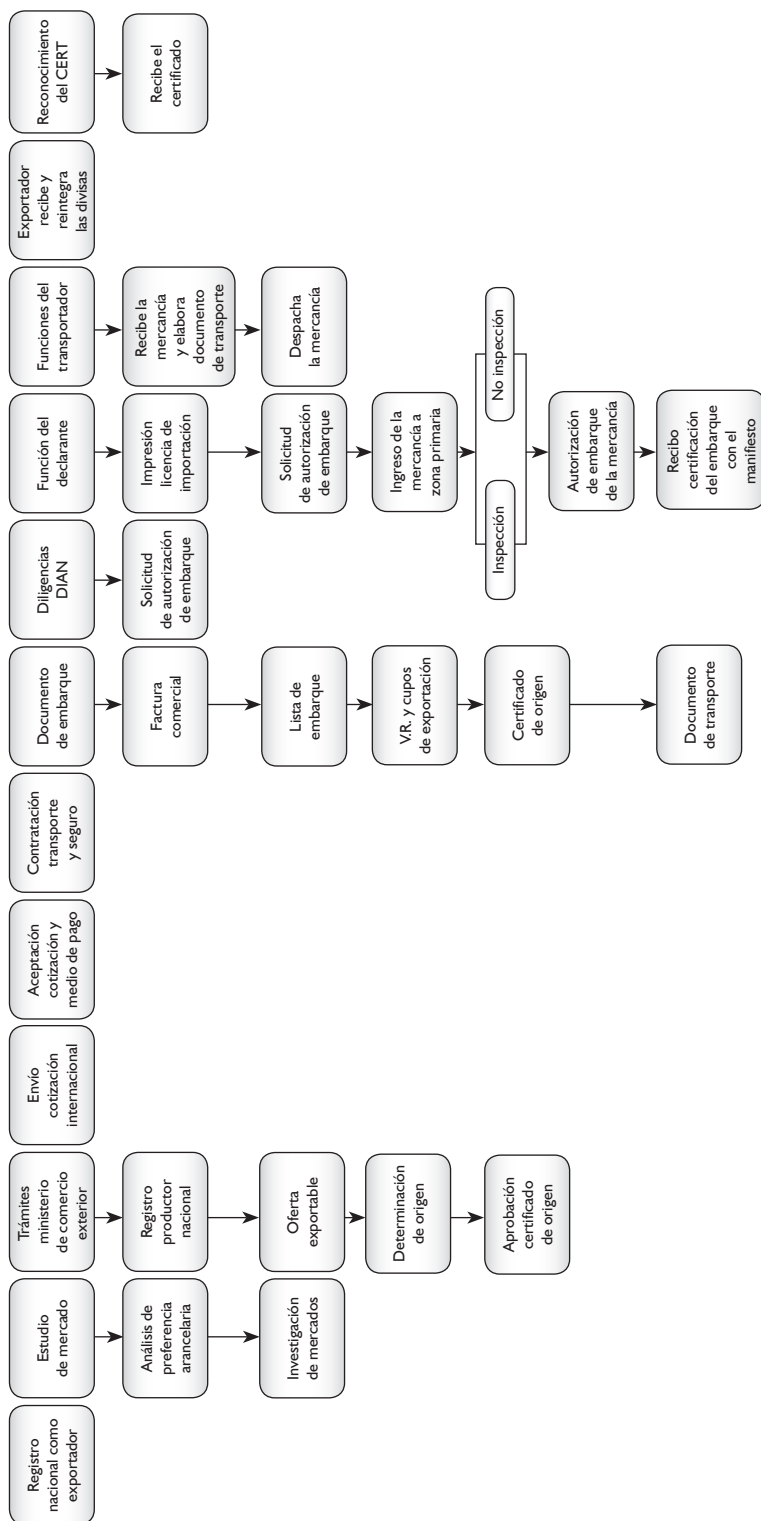 Registro
nacional como
exportador
Estudio
de mercado
Análisis de
preferencia
arancelaria
Investigación
de mercados
Trámites
ministerio
de comercio
exterior
Registro
productor
nacional
Oferta
exportable
Determinación
de origen
Aprobación
certificado
de origen
Envío
cotización
internacional
Aceptación
cotización y
medio de pago
Contratación
transporte
y seguro
Documento
de embarque
Factura
comercial
Lista de
embarque
V.R. y cupos
de exportación
Certificado
de origen
Documento
de transporte
Diligencias
DIAN
Solicitud
de autorización
de embarque
Función del
declarante
Impresión
licencia de
importación
Solicitud
de autorización
de embarque
Ingreso de la
mercancía a
zona primaria
Inspección
No inspección
Autorización
de embarque
de la mercancía
Recibo
certificación
del embarque
con el
manifiesto
Funciones del
transportador
Recibe la
mercancía
y elabora
documento
de transporte
Despacha
la mercancía
Exportador
recibe y
reintegra
las divisas
Reconocimiento
del CERT
Recibe el
certificado